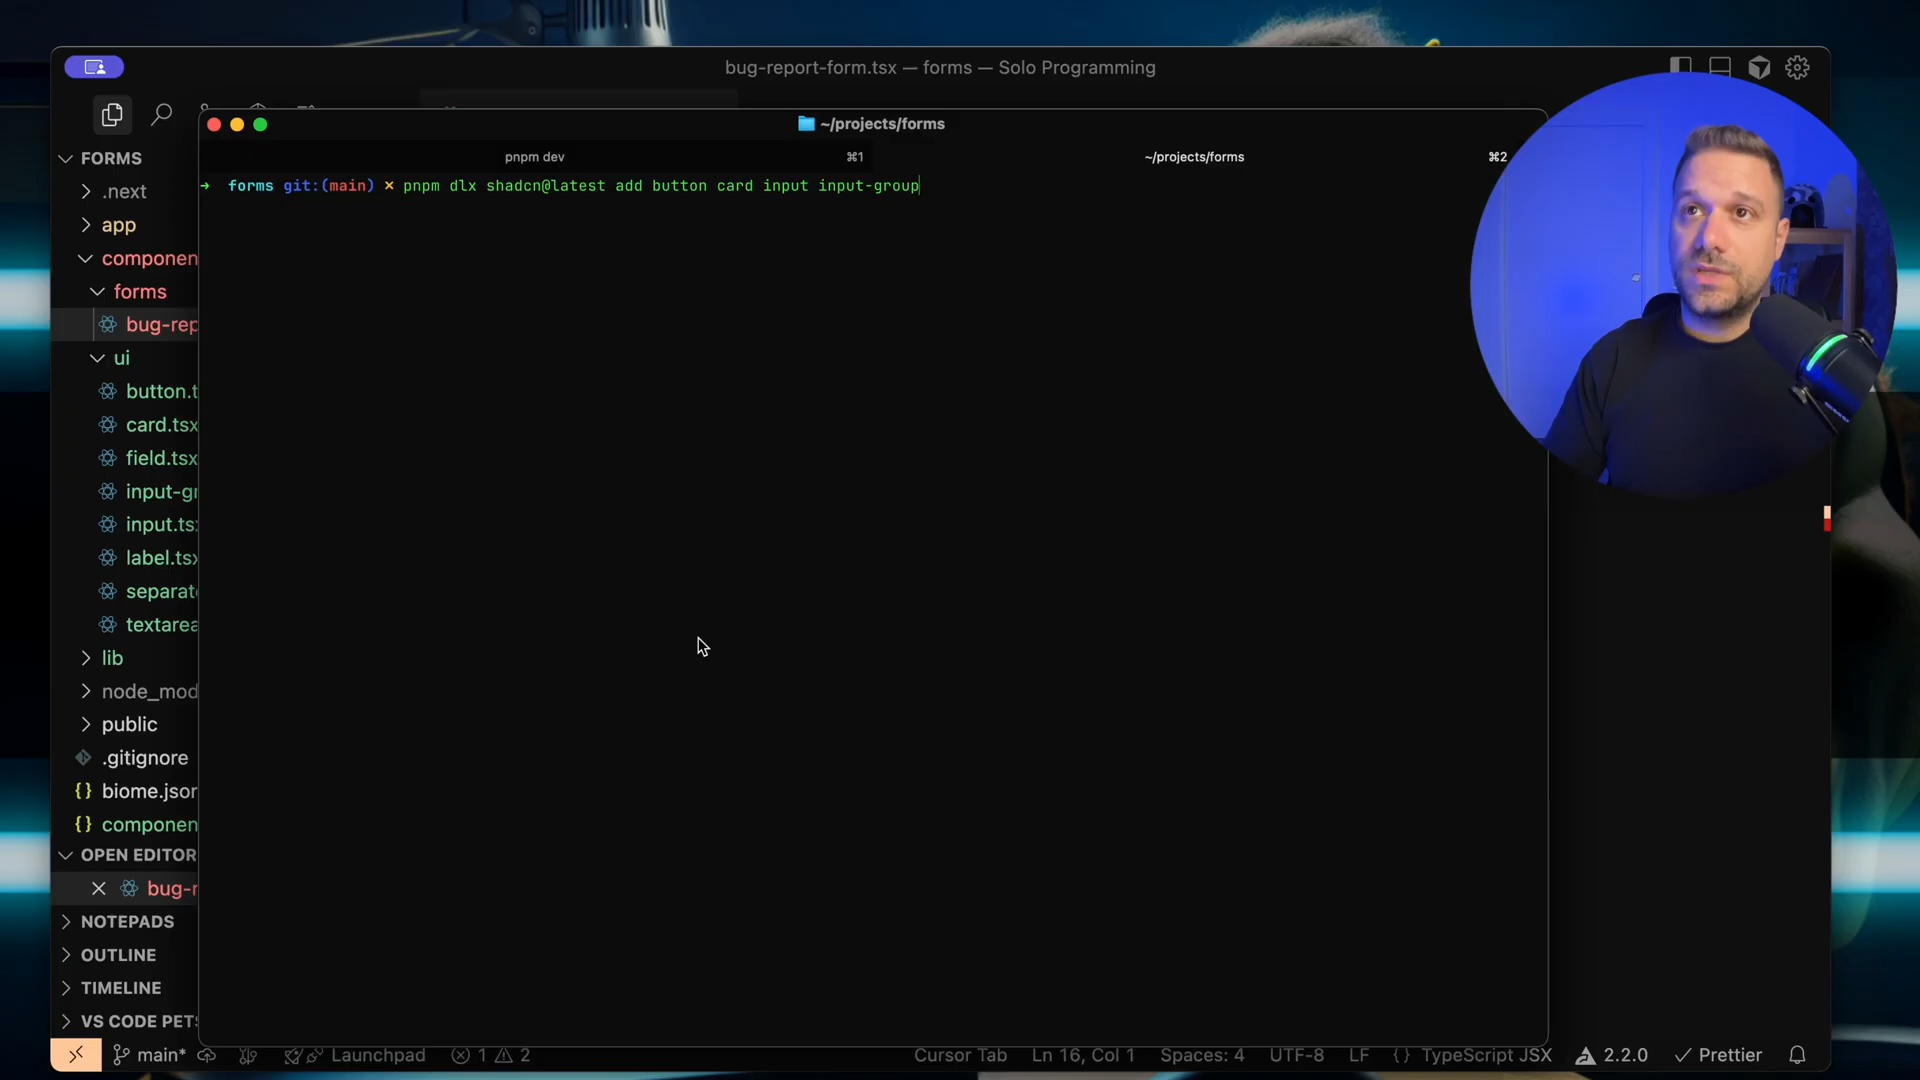 bug-report-form.tsx — forms — Solo Programming
~/projects/forms
pnpm dev ⌘1 ~/projects/forms ⌘2
➜ forms git:(main) ✗ pnpm dlx shadcn@latest add button card input input-group
FORMS
.next
app
componen
forms
bug-rep
ui
button.t
card.tsx
field.tsx
input-gr
input.tsx
label.tsx
separato
textarea
lib
node_mod
public
.gitignore
{} biome.json
{} componen
OPEN EDITOR
bug-r
NOTEPADS
OUTLINE
TIMELINE
VS CODE PETS
main* Launchpad 1 2 Cursor Tab Ln 16, Col 1 Spaces: 4 UTF-8 LF {} TypeScript JSX 2.2.0 Prettier